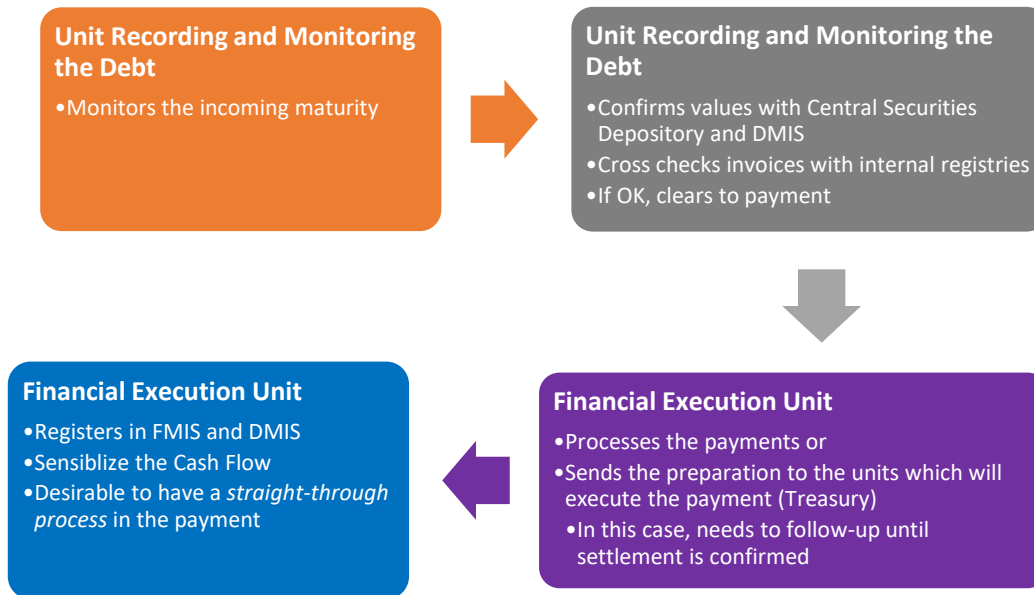 Unit Recording and Monitoring
the Debt
•Monitors the incoming maturity
Unit Recording and Monitoring the
Debt
•Confirms values with Central Securities
Depository and DMIS
•Cross checks invoices with internal registries
•If OK, clears to payment
Financial Execution Unit
•Processes the payments or
•Sends the preparation to the units which will
execute the payment (Treasury)
•In this case, needs to follow-up until
settlement is confirmed
Financial Execution Unit
•Registers in FMIS and DMIS
•Sensiblize the Cash Flow
•Desirable to have a straight-through
process in the payment